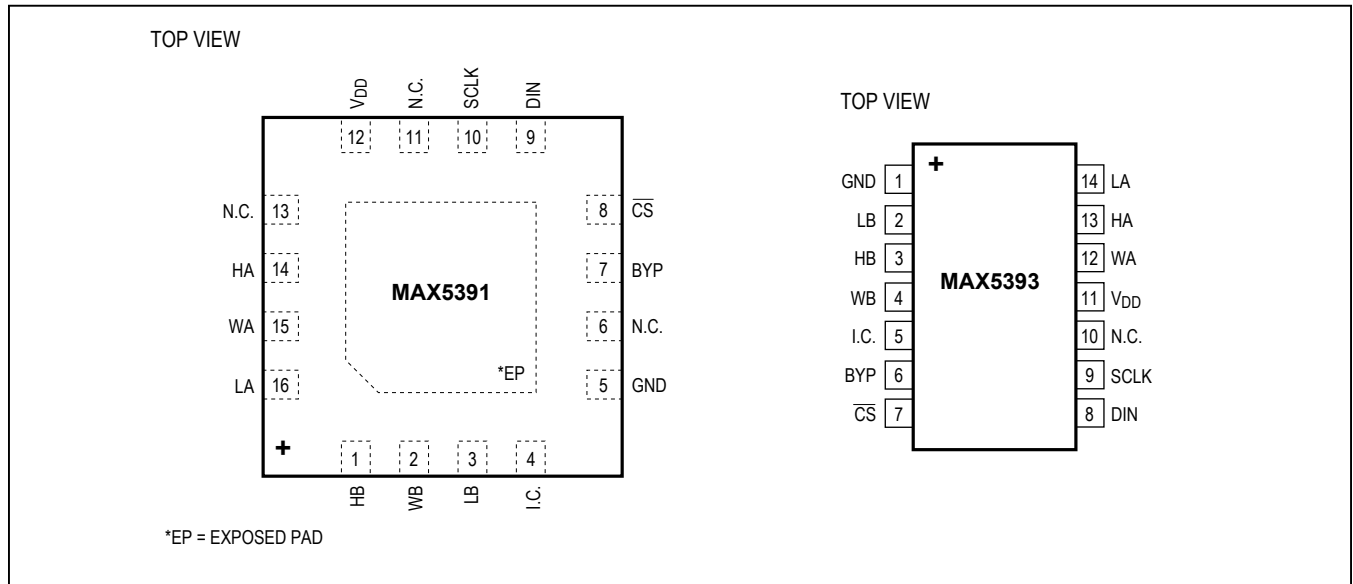 TOP VIEW
VDD
N.C.
SCLK
DIN
12
11
10
9
N.C. 13
8 CS
HA 14
7 BYP
MAX5391
WA 15
6 N.C.
LA 16
*EP
5 GND
+
1
2
3
4
HB
WB
LB
I.C.
*EP = EXPOSED PAD
TOP VIEW
+
GND 1
14 LA
LB 2
13 HA
HB 3
12 WA
MAX5393
WB 4
11 VDD
I.C. 5
10 N.C.
BYP 6
9 SCLK
CS 7
8 DIN